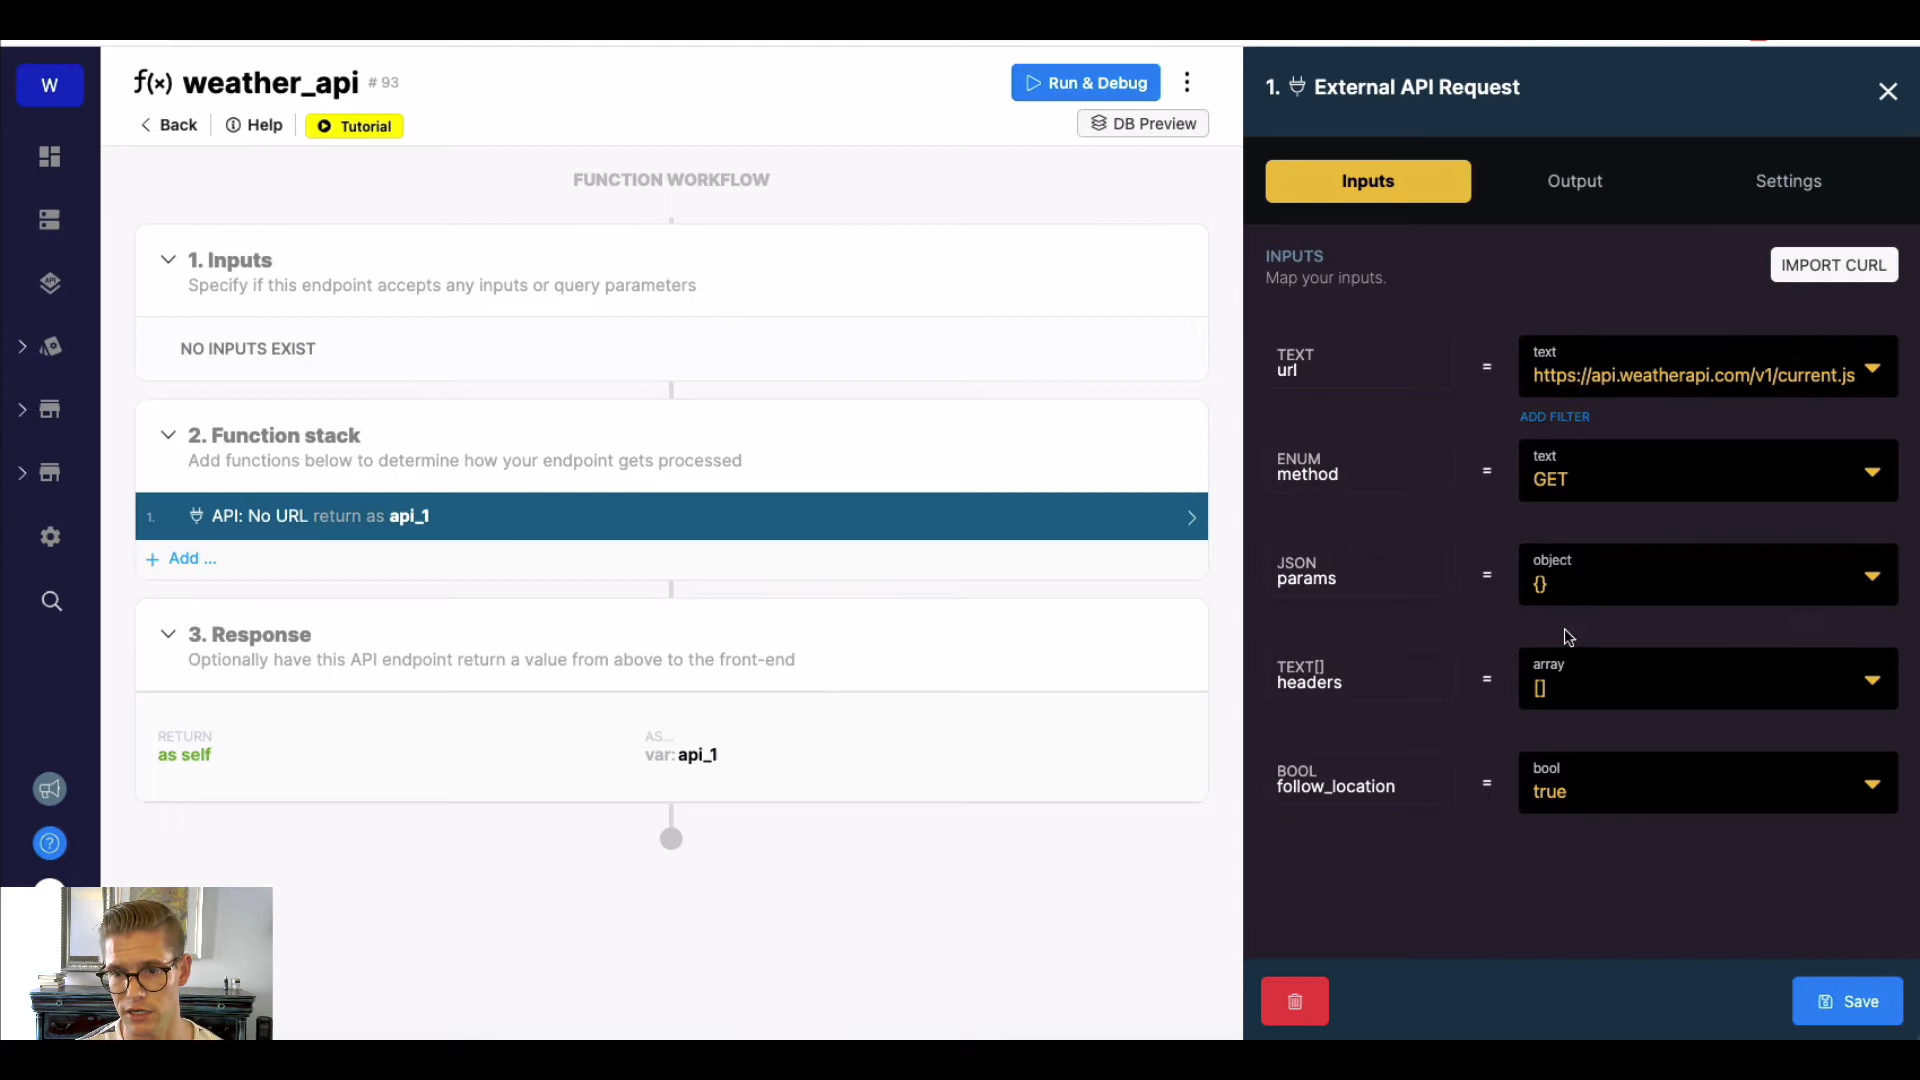 W
f(x) weather_api # 93
Run & Debug
Back
Help
Tutorial
DB Preview
FUNCTION WORKFLOW
1. Inputs
Specify if this endpoint accepts any inputs or query parameters
NO INPUTS EXIST
2. Function stack
Add functions below to determine how your endpoint gets processed
1. API: No URL return as api_1
+ Add ...
3. Response
Optionally have this API endpoint return a value from above to the front-end
RETURN
as self
AS...
var: api_1
1. External API Request
Inputs
Output
Settings
INPUTS
Map your inputs.
IMPORT CURL
TEXT
url
=
text
https://api.weatherapi.com/v1/current.js
ADD FILTER
ENUM
method
=
text
GET
JSON
params
=
object
{}
TEXT[]
headers
=
array
[]
BOOL
follow_location
=
bool
true
Save